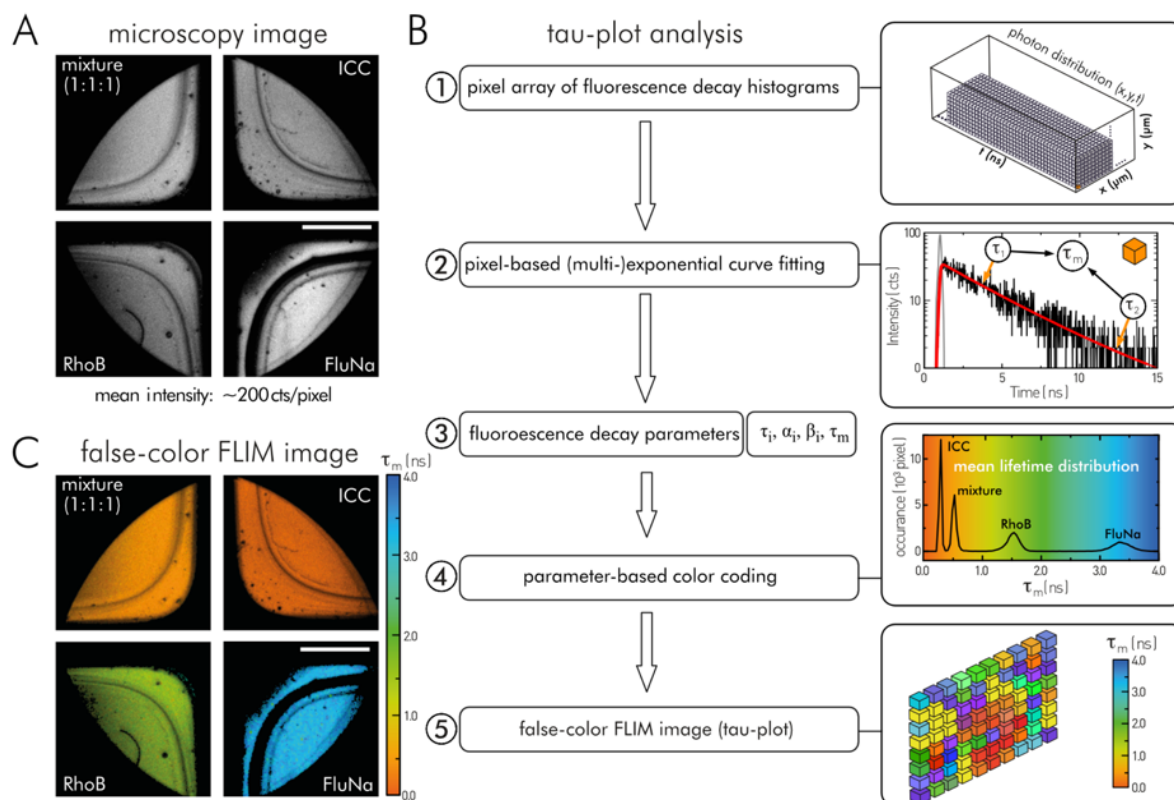 A
microscopy image
mixture
(1:1:1)
ICC
RhoB
FluNa
mean intensity: ~200 cts/pixel
C
false-color FLIM image
τm (ns)
mixture
(1:1:1)
ICC
RhoB
FluNa
4.0
3.0
2.0
1.0
0.0
B
tau-plot analysis
1
pixel array of fluorescence decay histograms
photon distribution (x,y,t)
t (ns)
x (µm)
y (µm)
2
pixel-based (multi-)exponential curve fitting
Intensity (cts)
100
10
0
0
5
10
15
Time (ns)
τ1
τm
τ2
3
fluoroescence decay parameters
τi, αi, βi, τm
occurance (10³ pixel)
10
5
0
ICC
mean lifetime distribution
mixture
RhoB
FluNa
0.0
1.0
2.0
3.0
4.0
τm (ns)
4
parameter-based color coding
5
false-color FLIM image (tau-plot)
τm (ns)
4.0
3.0
2.0
1.0
0.0